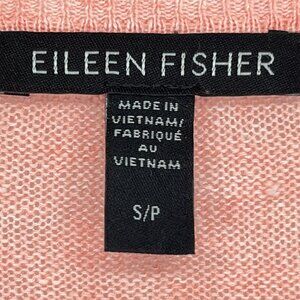 EILEEN FISHER
MADE IN
VIETNAM/
FABRIQUÉ
AU
VIETNAM
S/P